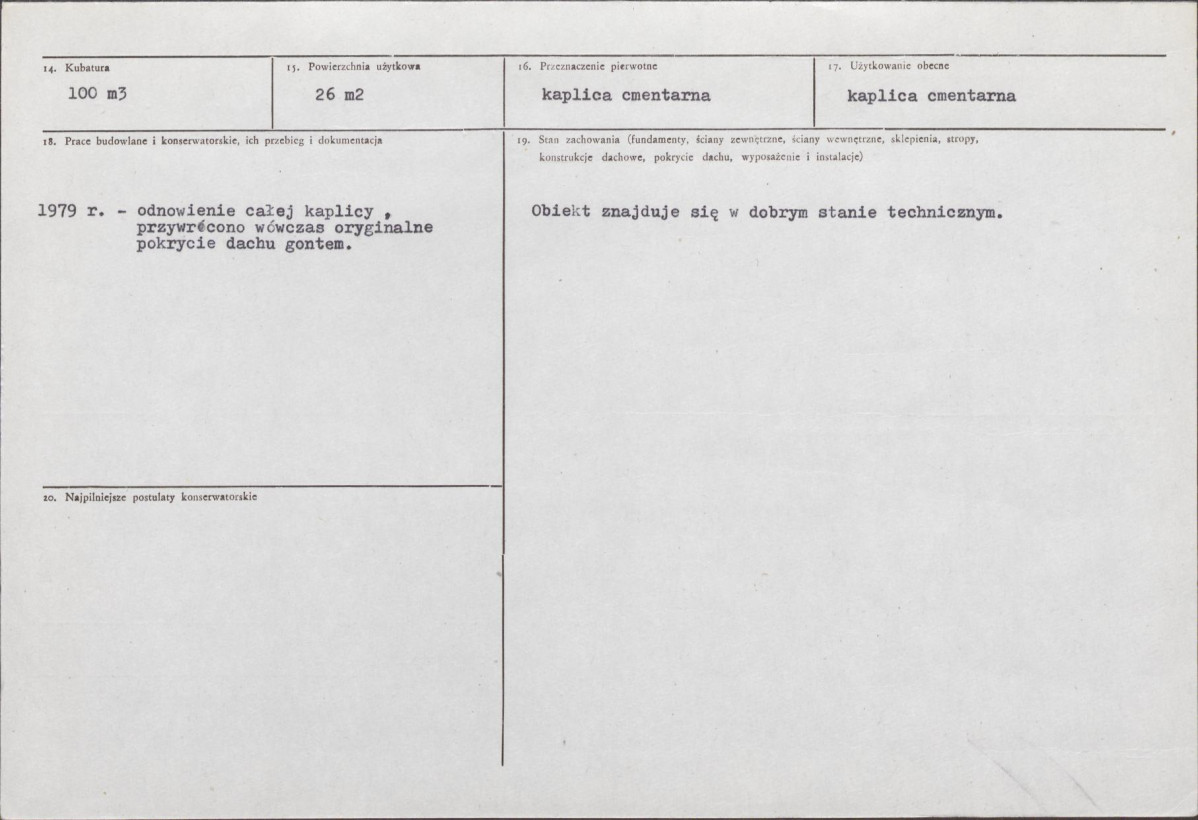 14. Kubatura
100 m3
15. Powierzchnia użytkowa
26 m2
16. Przeznaczenie pierwotne
kaplica cmentarna
17. Użytkowanie obecne
kaplica cmentarna
18. Prace budowlane i konserwatorskie, ich przebieg i dokumentacja
1979 r. - odnowienie całej kaplicy ,
przywrócono wówczas oryginalne
pokrycie dachu gontem.
19. Stan zachowania (fundamenty, ściany zewnętrzne, ściany wewnętrzne, sklepienia, stropy,
konstrukcje dachowe, pokrycie dachu, wyposażenie i instalacje)
Obiekt znajduje się w dobrym stanie technicznym.
20. Najpilniejsze postulaty konserwatorskie